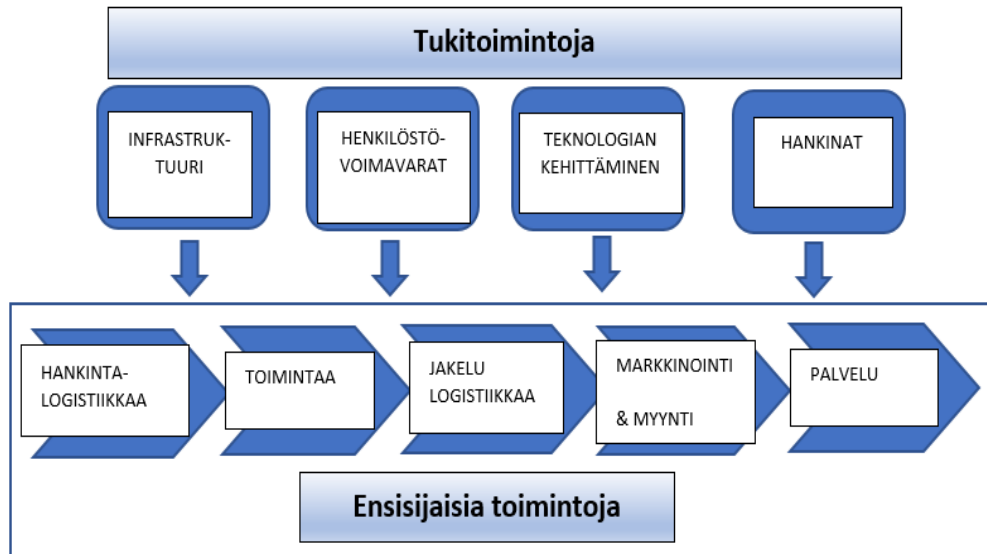 Tukitoimintoja
INFRASTRUK-
TUURI
HENKILÖSTÖ-
VOIMAVARAT
TEKNOLOGIAN
KEHITTÄMINEN
HANKINAT
HANKINTA-
LOGISTIIKKAA
TOIMINTAA
JAKELU
LOGISTIIKKAA
MARKKINOINTI
& MYYNTI
PALVELU
Ensisijaisia toimintoja